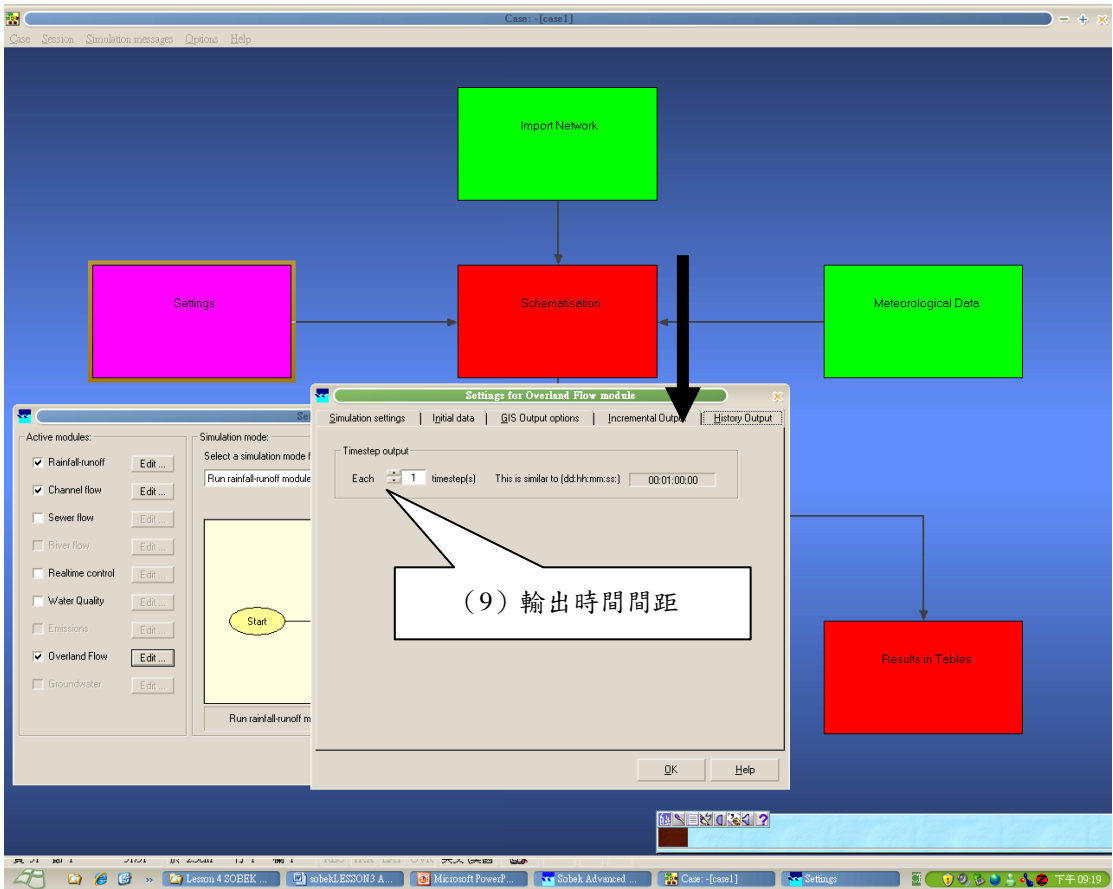 Case: -[case1]
Case Session Simulation messages Options Help
Import Network
Settings
Schematisation
Meteorological Data
Settings for Overland Flow module
Simulation settings Initial data GIS Output options Incremental Output History Output
Timestep output
Each 1 timestep(s) This is similar to (dd:hh:mm:ss:) 00:01:00:00
(9)輸出時間間距
OK Help
Active modules:
Rainfall-runoff Edit ...
Channel flow Edit ...
Sewer flow Edit ...
River flow Edit ...
Realtime control Edit ...
Water Quality Edit ...
Emissions Edit ...
Overland Flow Edit ...
Groundwater Edit ...
Simulation mode:
Select a simulation mode f
Run rainfall-runoff module
Start
Run rainfall-runoff m
Results in Tables
Lesson 4 SOBEK ... sobekLESSON3 A... Microsoft PowerP... Sobek Advanced ... Case: -[case1] Settings 下午 09:19